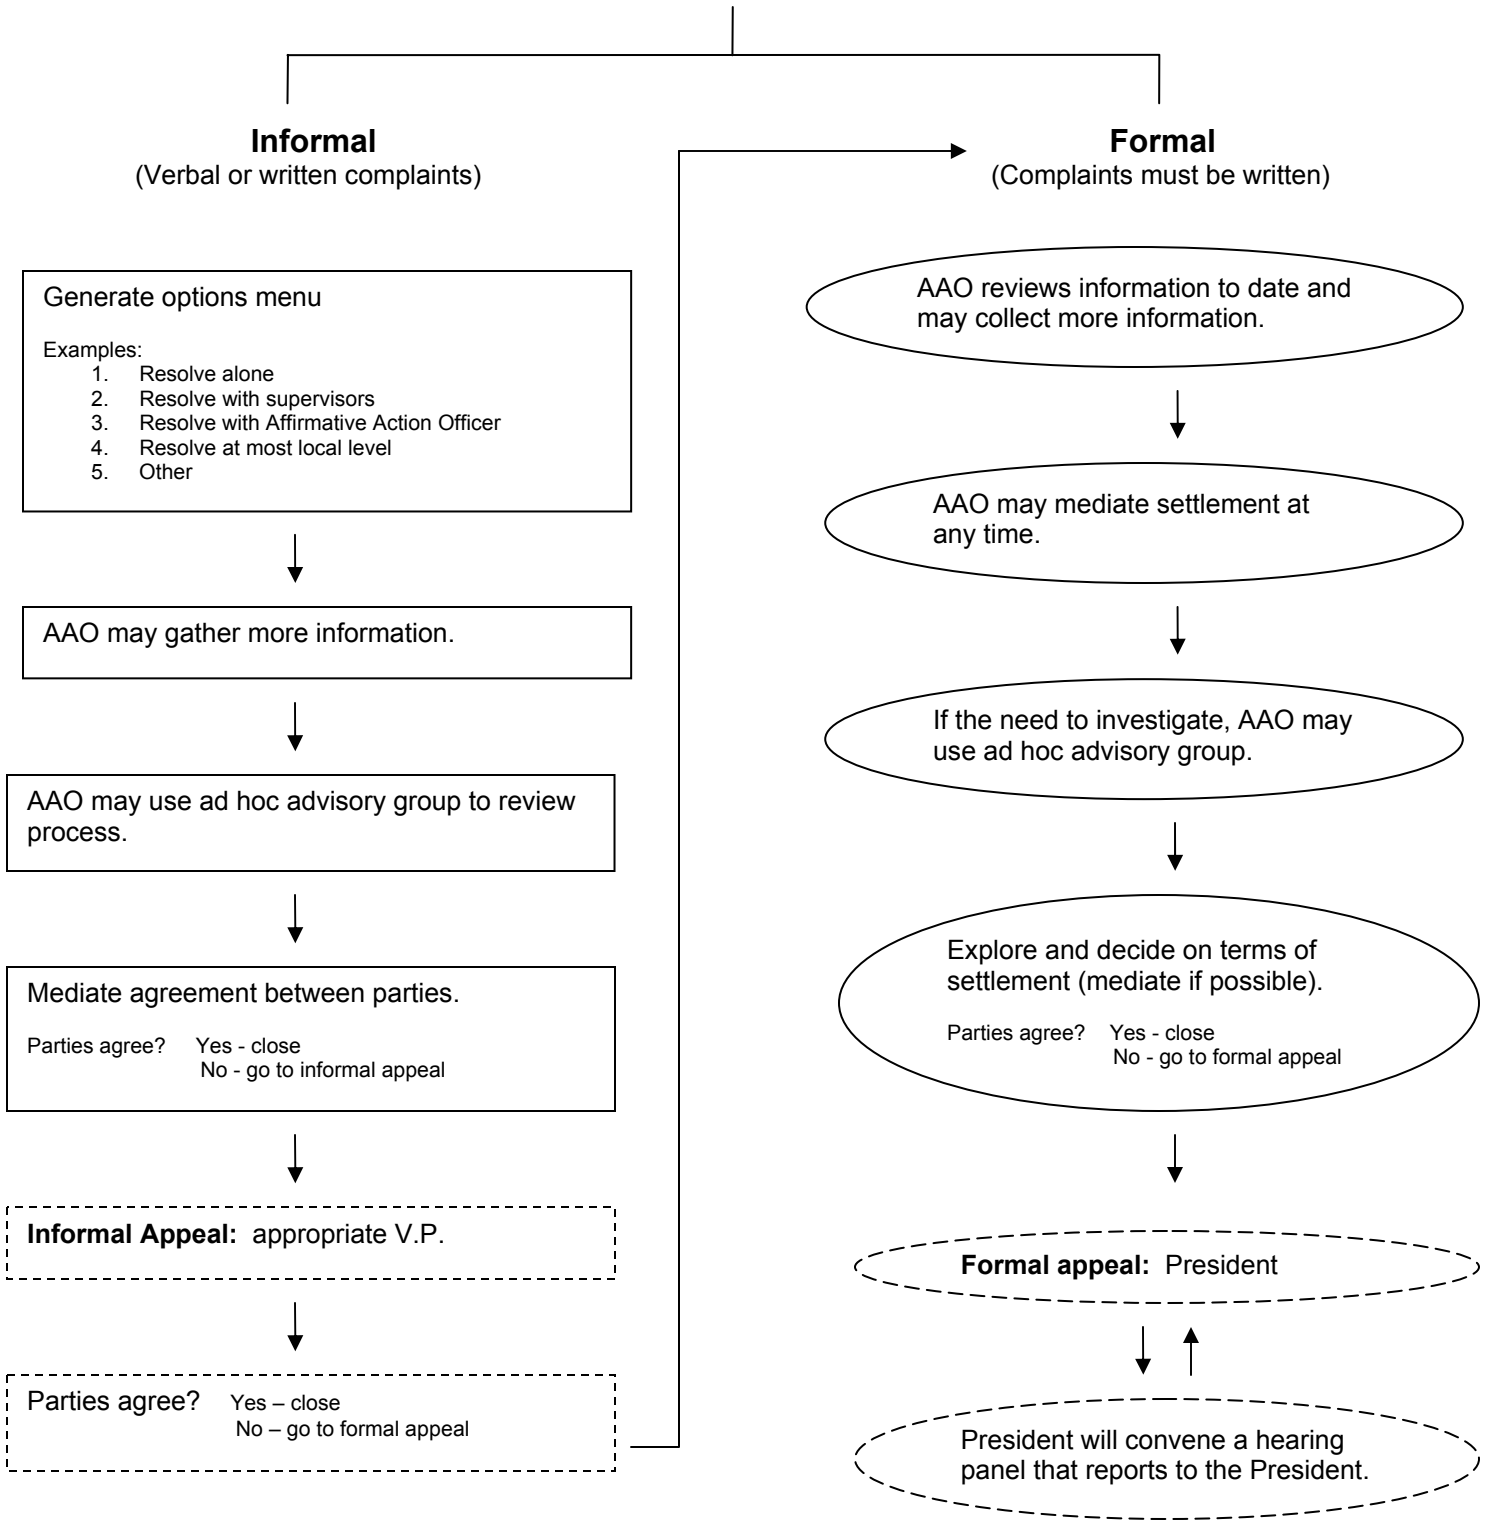 Informal
(Verbal or written complaints)
Generate options menu
Examples:
1. Resolve alone
2. Resolve with supervisors
3. Resolve with Affirmative Action Officer
4. Resolve at most local level
5. Other
AAO may gather more information.
AAO may use ad hoc advisory group to review
process.
Mediate agreement between parties.
Parties agree? Yes - close
No - go to informal appeal
Informal Appeal: appropriate V.P.
Parties agree? Yes – close
No – go to formal appeal
Formal
(Complaints must be written)
AAO reviews information to date and
may collect more information.
AAO may mediate settlement at
any time.
If the need to investigate, AAO may
use ad hoc advisory group.
Explore and decide on terms of
settlement (mediate if possible).
Parties agree? Yes - close
No - go to formal appeal
Formal appeal: President
President will convene a hearing
panel that reports to the President.